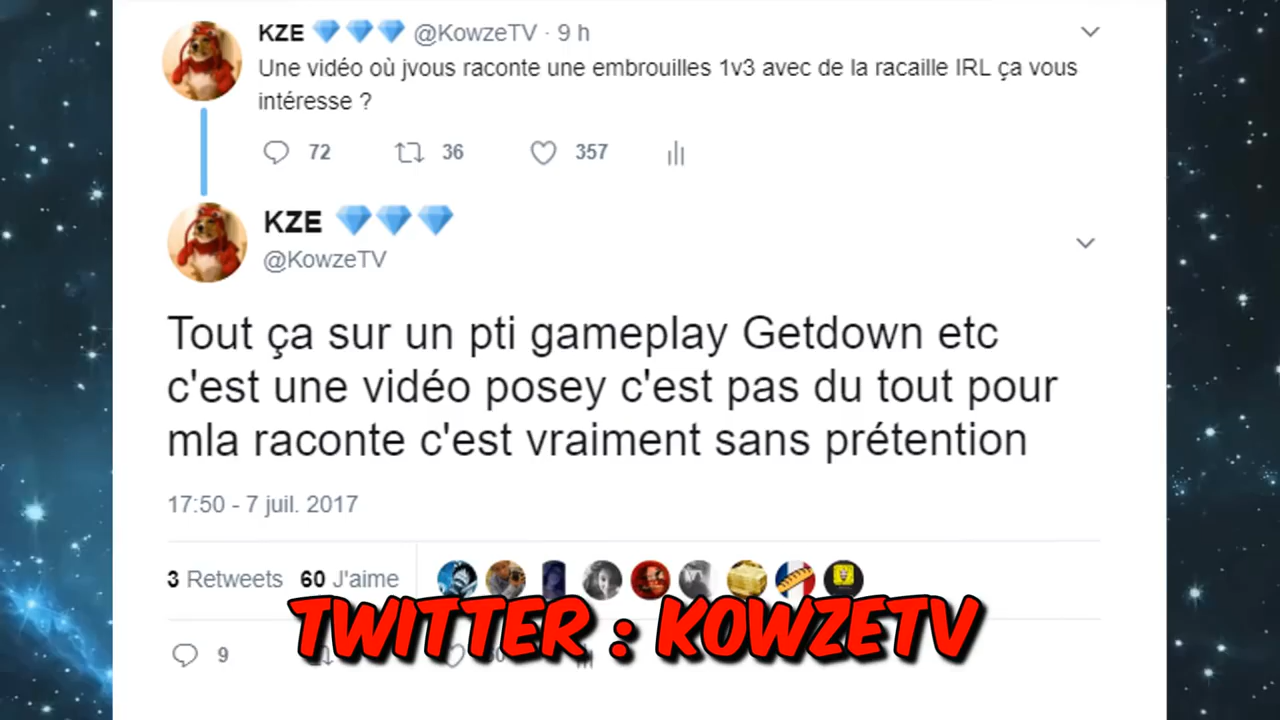 KZE 💎💎💎 @KowzeTV · 9 h
Une vidéo où jvous raconte une embrouilles 1v3 avec de la racaille IRL ça vous
intéresse ?
72 36 357
KZE 💎💎💎
@KowzeTV
Tout ça sur un pti gameplay Getdown etc
c'est une vidéo posey c'est pas du tout pour
mla raconte c'est vraiment sans prétention
17:50 - 7 juil. 2017
3 Retweets 60 J'aime
TWITTER : KOWZETV
9